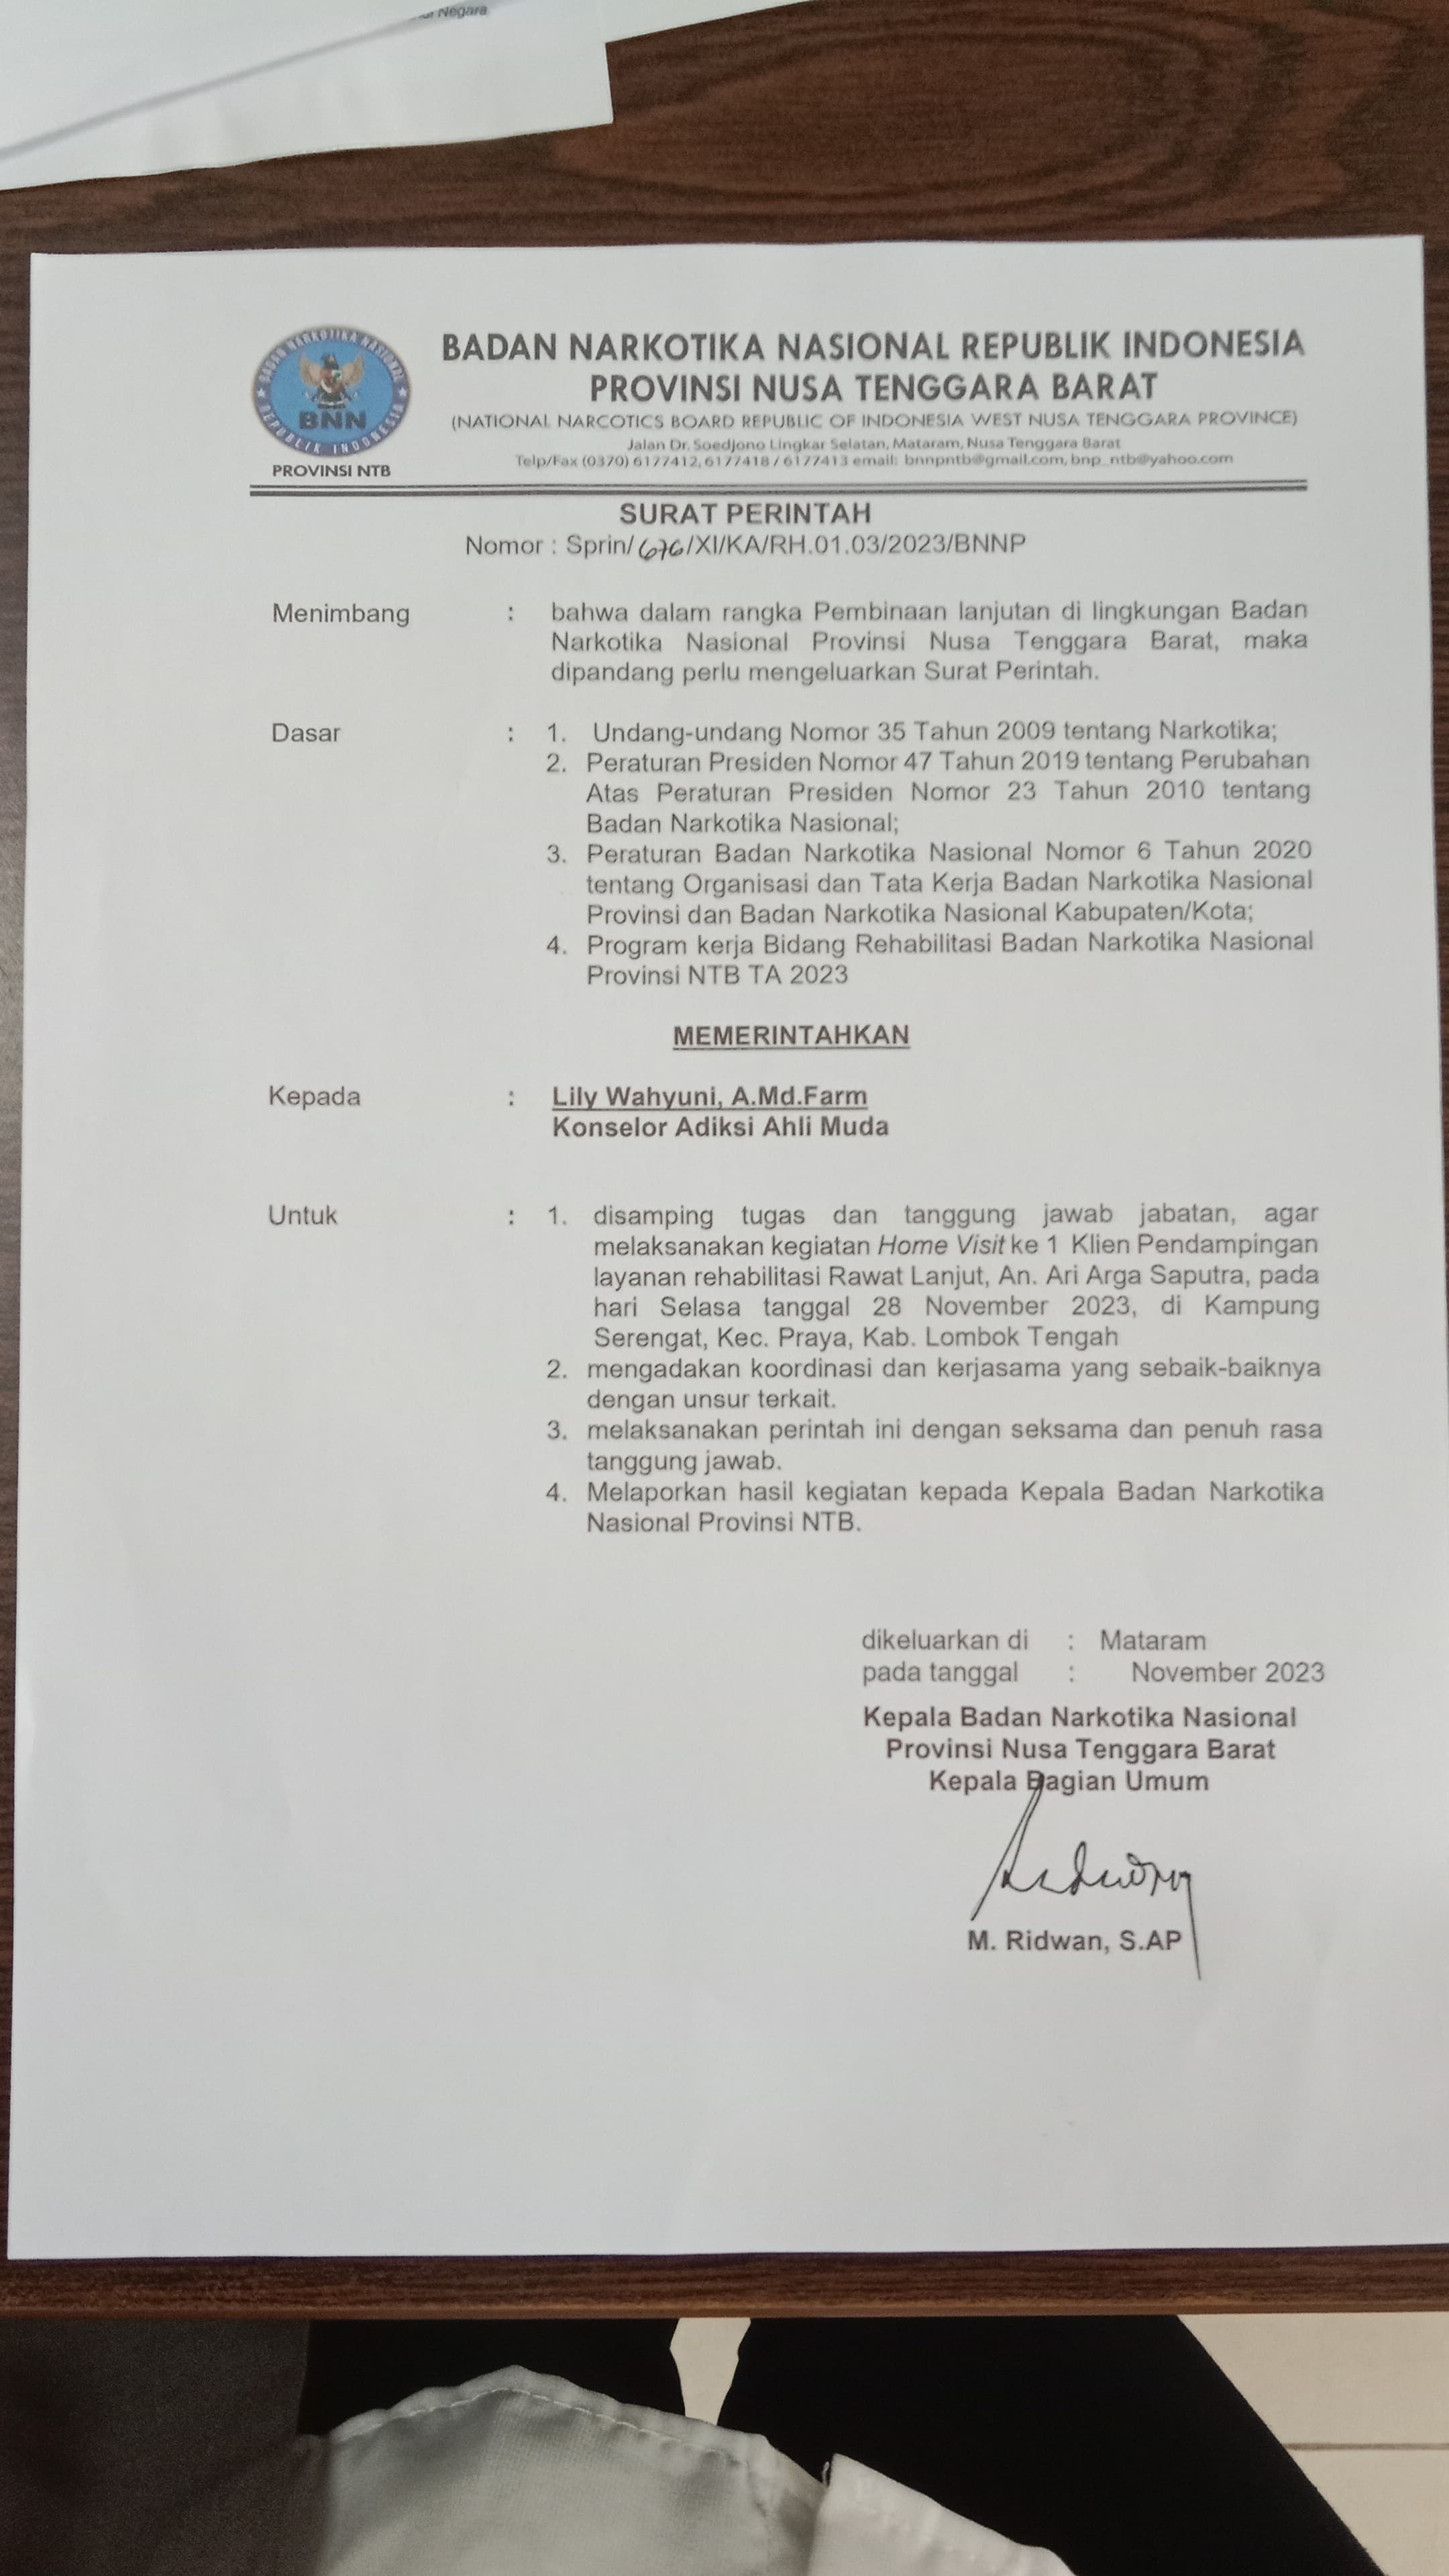 Negara
BADAN NARKOTIKA NASIONAL
BNN
REPUBLIK INDONESIA
PROVINSI NTB
BADAN NARKOTIKA NASIONAL REPUBLIK INDONESIA
PROVINSI NUSA TENGGARA BARAT
(NATIONAL NARCOTICS BOARD REPUBLIC OF INDONESIA WEST NUSA TENGGARA PROVINCE)
Jalan Dr. Soedjono Lingkar Selatan, Mataram, Nusa Tenggara Barat
Telp/Fax (0370) 6177412, 6177418 / 6177413 email: bnnpntb@gmail.com, bnp_ntb@yahoo.com
SURAT PERINTAH
Nomor : Sprin/676/XI/KA/RH.01.03/2023/BNNP
Menimbang : bahwa dalam rangka Pembinaan lanjutan di lingkungan Badan
Narkotika Nasional Provinsi Nusa Tenggara Barat, maka
dipandang perlu mengeluarkan Surat Perintah.
Dasar : 1. Undang-undang Nomor 35 Tahun 2009 tentang Narkotika;
2. Peraturan Presiden Nomor 47 Tahun 2019 tentang Perubahan
Atas Peraturan Presiden Nomor 23 Tahun 2010 tentang
Badan Narkotika Nasional;
3. Peraturan Badan Narkotika Nasional Nomor 6 Tahun 2020
tentang Organisasi dan Tata Kerja Badan Narkotika Nasional
Provinsi dan Badan Narkotika Nasional Kabupaten/Kota;
4. Program kerja Bidang Rehabilitasi Badan Narkotika Nasional
Provinsi NTB TA 2023
MEMERINTAHKAN
Kepada : Lily Wahyuni, A.Md.Farm
Konselor Adiksi Ahli Muda
Untuk : 1. disamping tugas dan tanggung jawab jabatan, agar
melaksanakan kegiatan Home Visit ke 1 Klien Pendampingan
layanan rehabilitasi Rawat Lanjut, An. Ari Arga Saputra, pada
hari Selasa tanggal 28 November 2023, di Kampung
Serengat, Kec. Praya, Kab. Lombok Tengah
2. mengadakan koordinasi dan kerjasama yang sebaik-baiknya
dengan unsur terkait.
3. melaksanakan perintah ini dengan seksama dan penuh rasa
tanggung jawab.
4. Melaporkan hasil kegiatan kepada Kepala Badan Narkotika
Nasional Provinsi NTB.
dikeluarkan di : Mataram
pada tanggal : November 2023
Kepala Badan Narkotika Nasional
Provinsi Nusa Tenggara Barat
Kepala Bagian Umum
M. Ridwan, S.AP